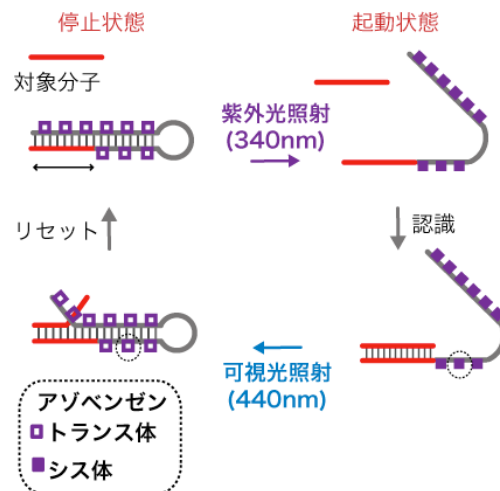 停止状態
起動状態
対象分子
紫外光照射
(340nm)
リセット
認識
可視光照射
(440nm)
アゾベンゼン
トランス体
シス体